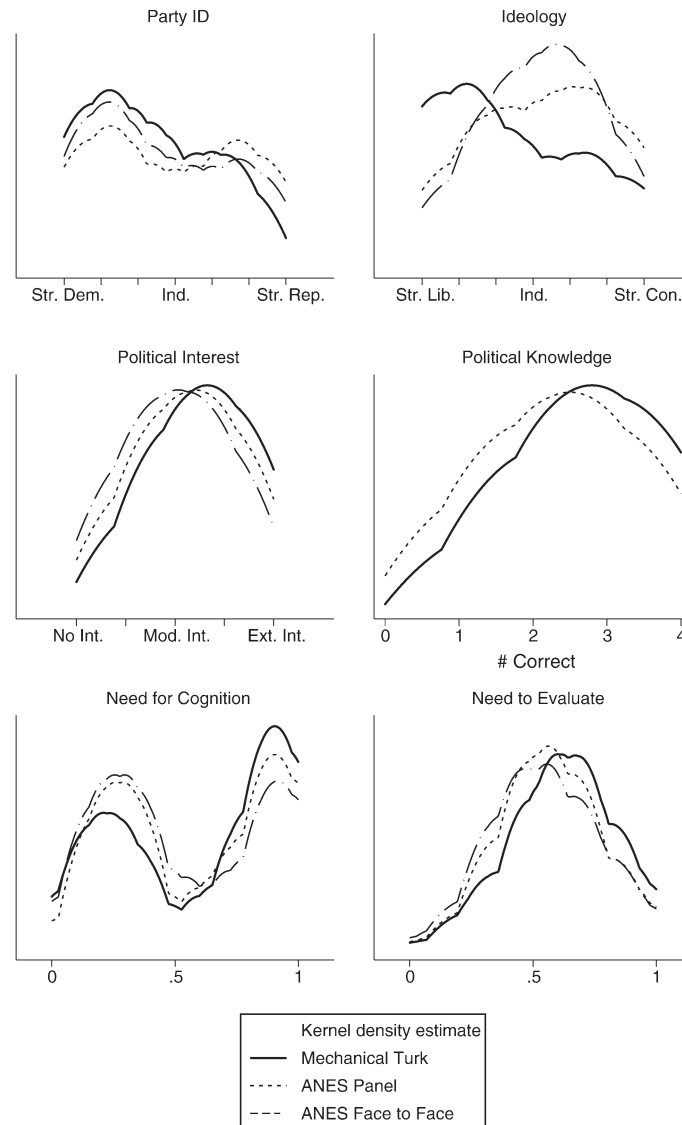 Party ID
Ideology
Str. Dem. Ind. Str. Rep.
Str. Lib. Ind. Str. Con.
Political Interest
Political Knowledge
No Int. Mod. Int. Ext. Int.
0 1 2 3 4
# Correct
Need for Cognition
Need to Evaluate
0 .5 1
0 .5 1
Kernel density estimate
Mechanical Turk
ANES Panel
ANES Face to Face